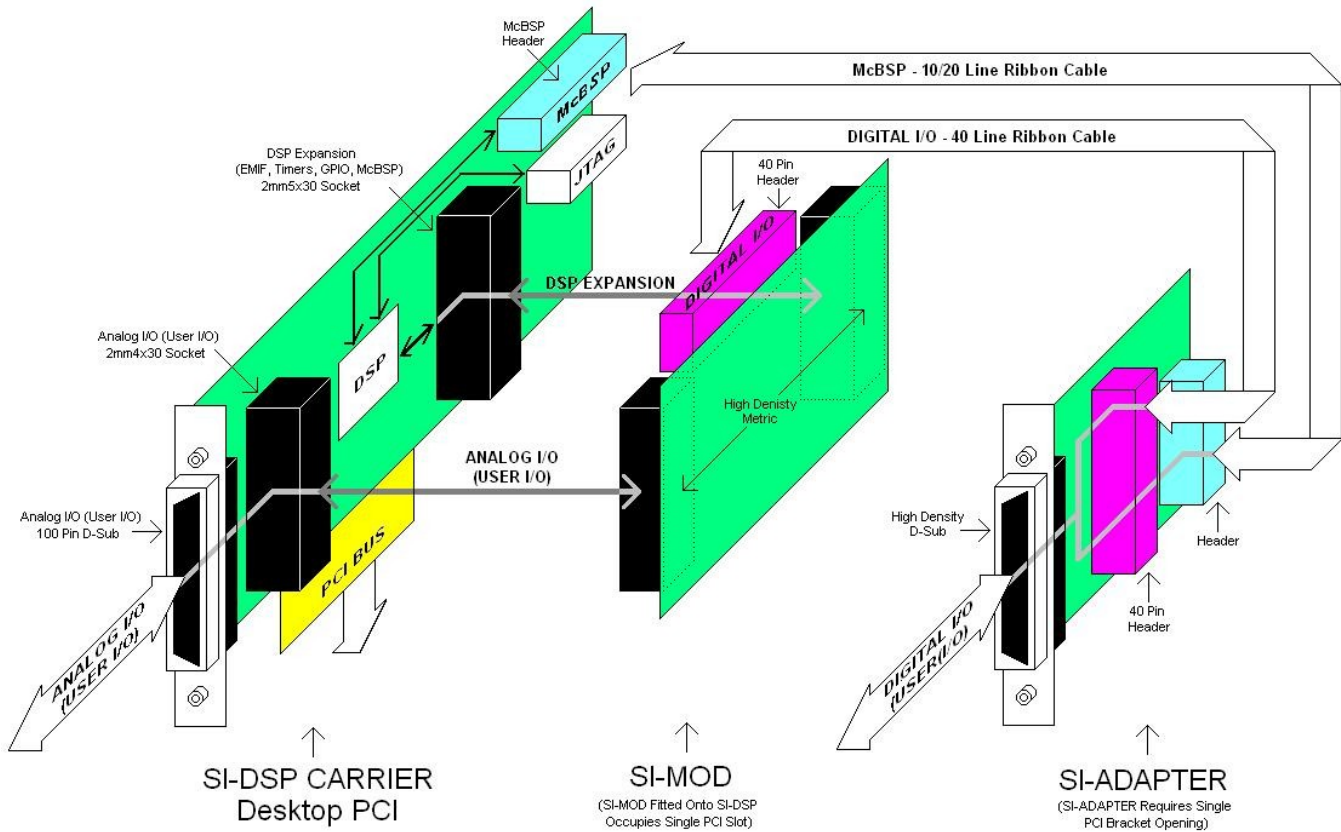 McBSP
Header
McBSP
JTAG
McBSP - 10/20 Line Ribbon Cable
DIGITAL I/O - 40 Line Ribbon Cable
DSP Expansion
(EMIF, Timers, GPIO, McBSP)
2mm5x30 Socket
40 Pin
Header
DIGITAL I/O
DSP EXPANSION
Analog I/O (User I/O)
2mm4x30 Socket
DSP
High Denisty
Metric
ANALOG I/O
(USER I/O)
Analog I/O (User I/O)
100 Pin D-Sub
PCI BUS
High Density
D-Sub
Header
40 Pin
Header
ANALOG I/O
(USER I/O)
DIGITAL I/O
(USER(I/O)
SI-DSP CARRIER
Desktop PCI
SI-MOD
(SI-MOD Fitted Onto SI-DSP
Occupies Single PCI Slot)
SI-ADAPTER
(SI-ADAPTER Requires Single
PCI Bracket Opening)